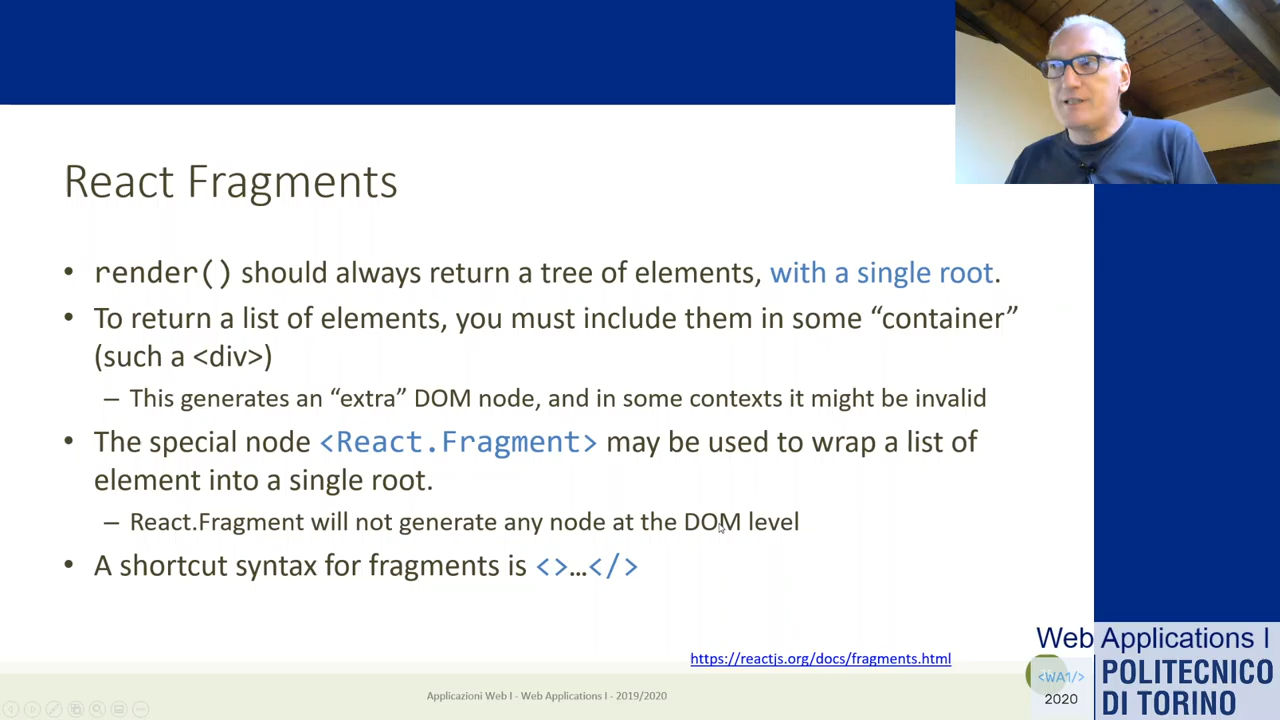 React Fragments
• render() should always return a tree of elements, with a single root.
• To return a list of elements, you must include them in some “container”
(such a <div>)
– This generates an “extra” DOM node, and in some contexts it might be invalid
• The special node <React.Fragment> may be used to wrap a list of
element into a single root.
– React.Fragment will not generate any node at the DOM level
• A shortcut syntax for fragments is <>…</>
https://reactjs.org/docs/fragments.html
Applicazioni Web I - Web Applications I - 2019/2020
Web Applications I
<WA1/>
2020
POLITECNICO
DI TORINO